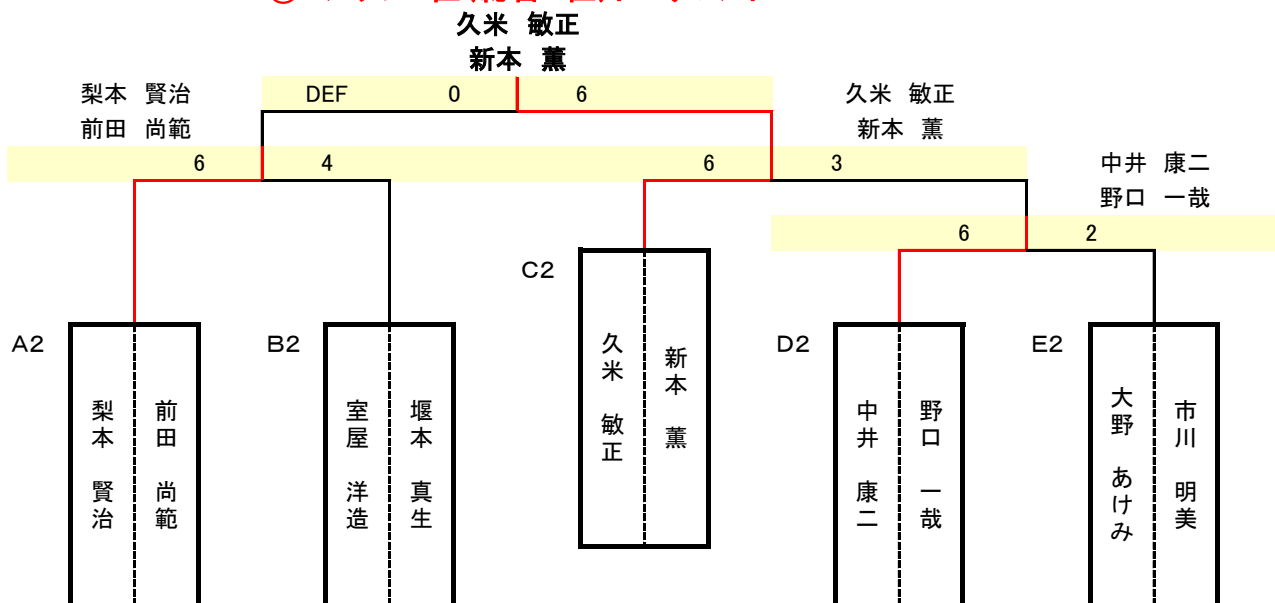 久米 敏正
新本 薫
梨本 賢治
前田 尚範
DEF 0 6
久米 敏正
新本 薫
6 4
6 3
中井 康二
野口 一哉
6 2
A2
梨本 賢治
前田 尚範
B2
室屋 洋造
堰本 真生
C2
久米 敏正
新本 薫
D2
中井 康二
野口 一哉
E2
大野 あけみ
市川 明美